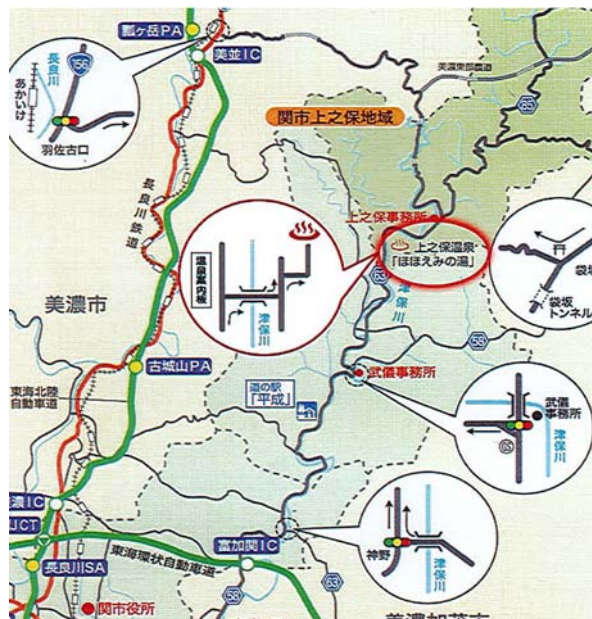 瓢ヶ岳PA
美並IC
長良川
156
あかいけ
羽佐古口
美濃東部農道
85
関市上之保地域
長良川鉄道
上之保事務所
上之保温泉
「ほほえみの湯」
温泉案内板
津保川
63
津保川
袋坂
袋坂
トンネル
美濃市
58
古城山PA
武儀事務所
東海北陸
自動車道
道の駅
「平成」
武儀
事務所
津保川
63
濃IC
JCT
富加関IC
神野
津保川
東海環状自動車道
長良川SA
関市役所
58
63
美濃加茂市